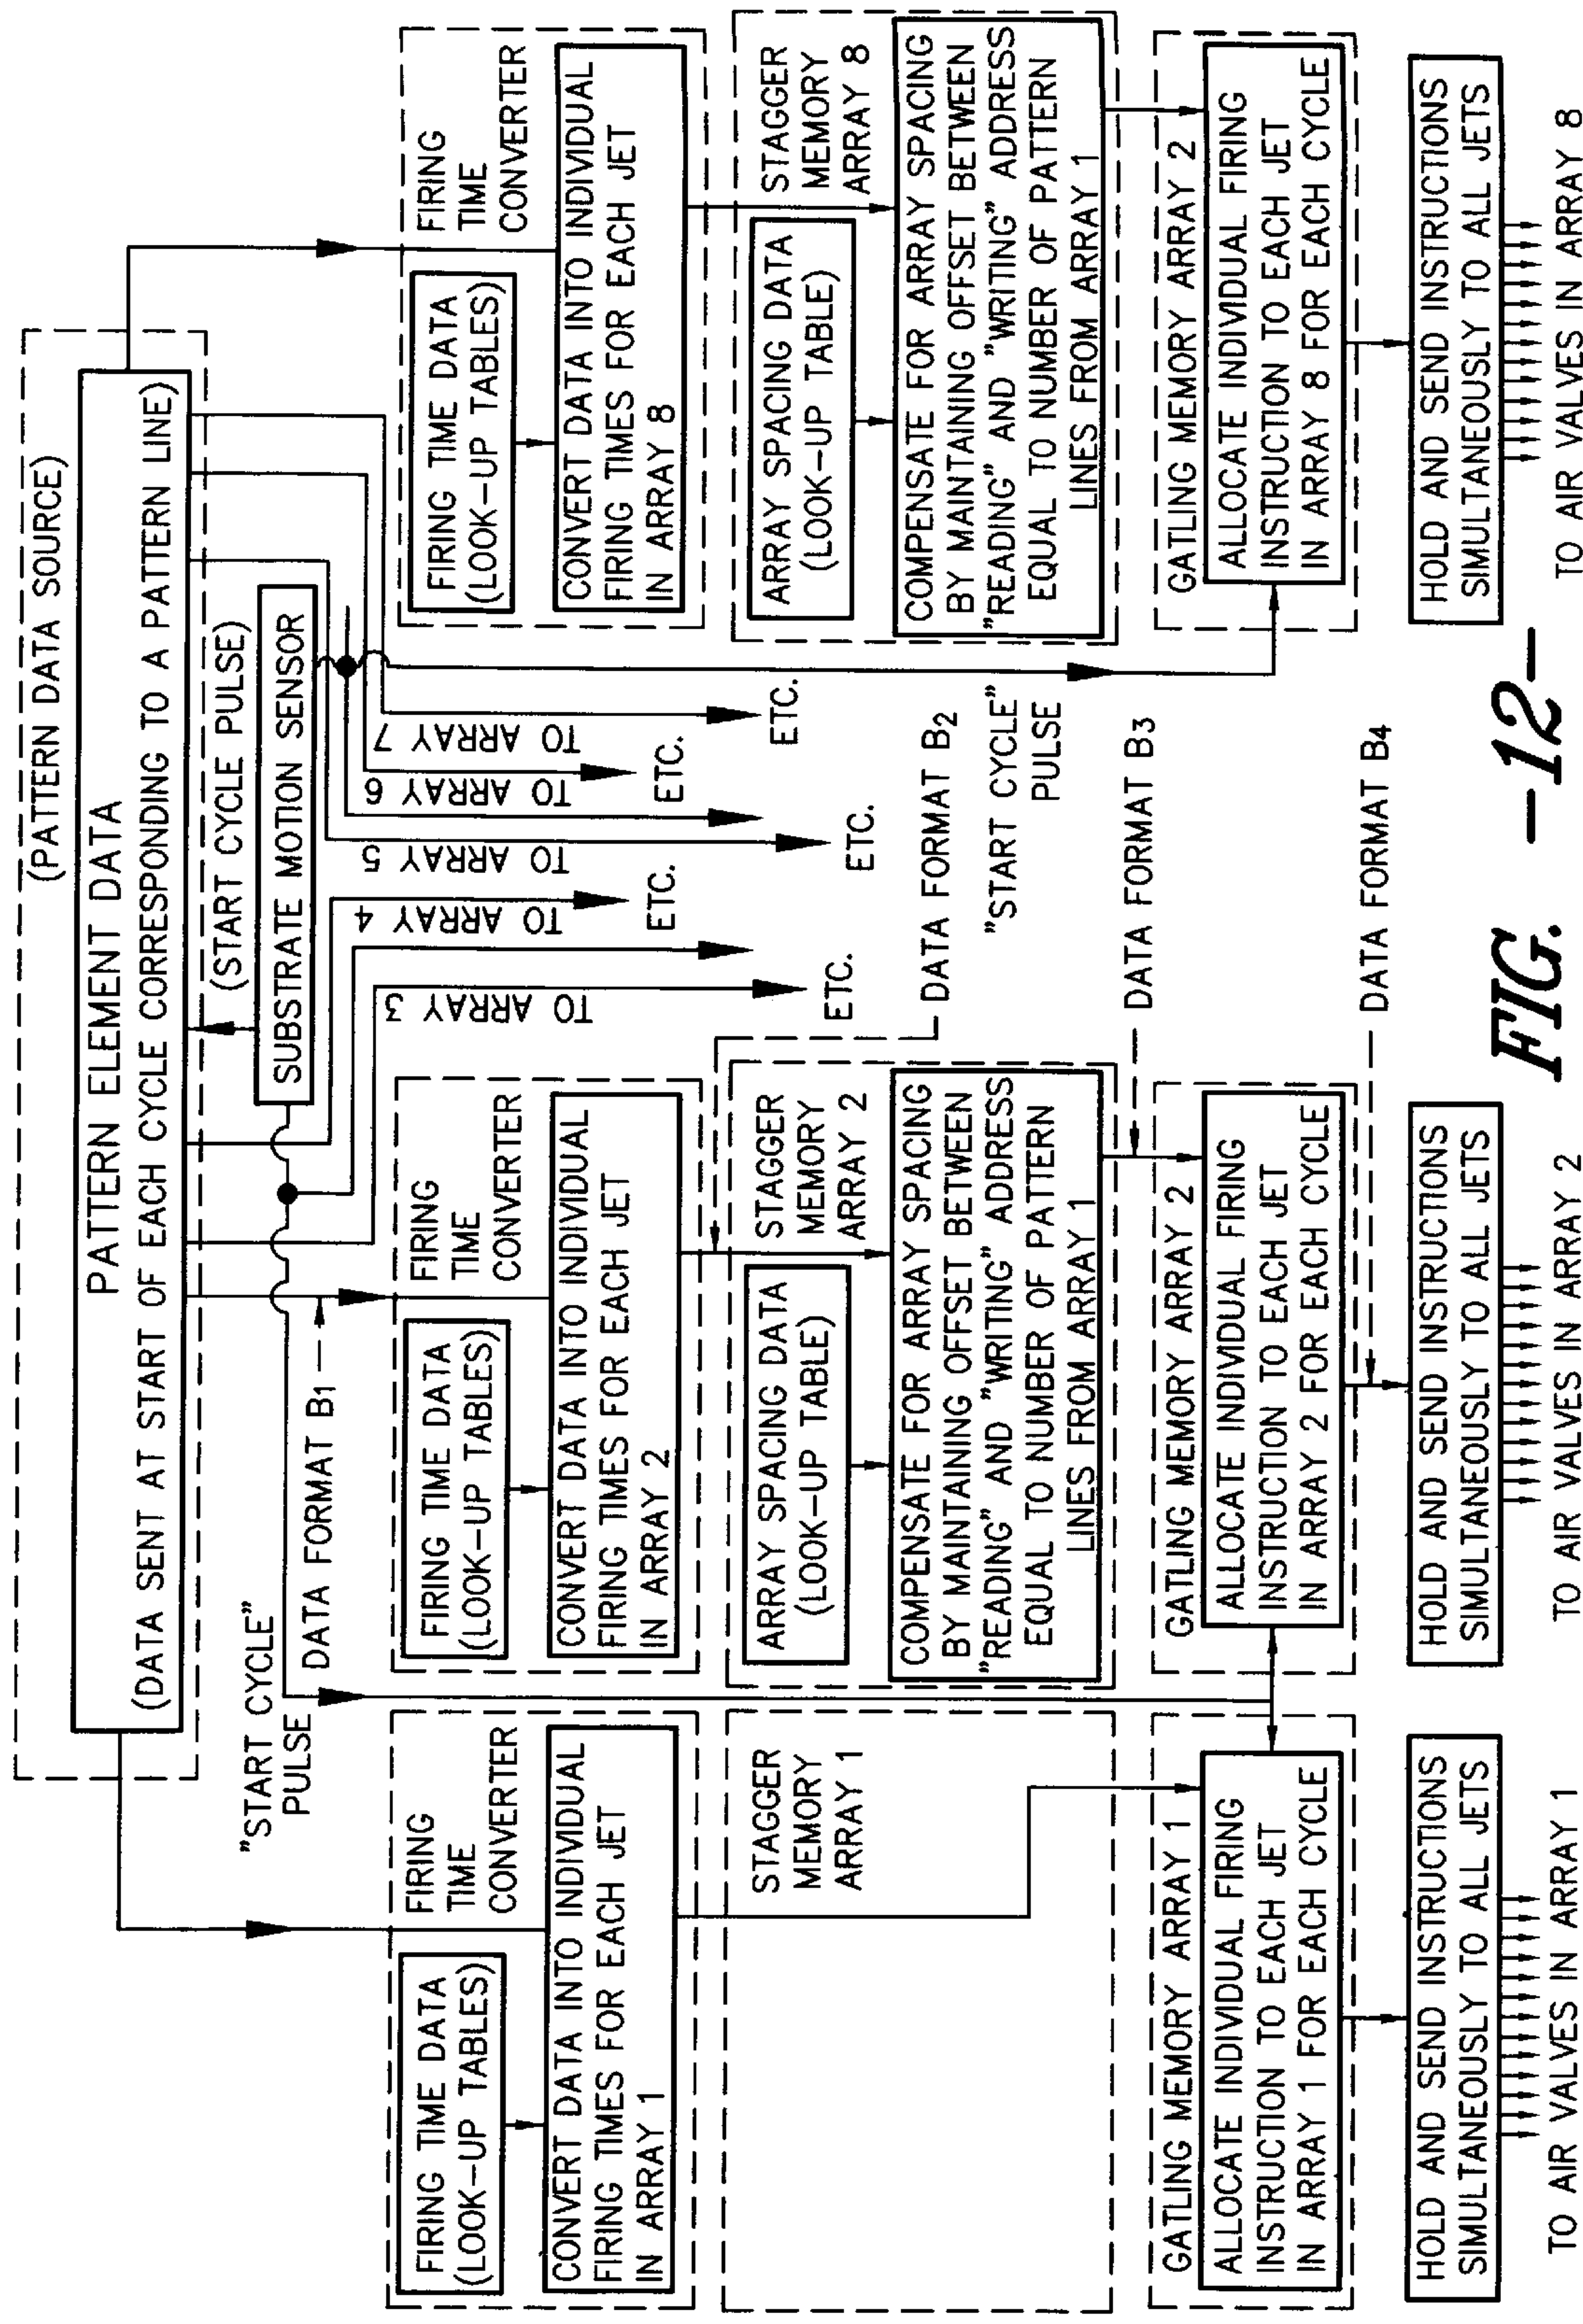 (PATTERN DATA SOURCE)
PATTERN ELEMENT DATA
(DATA SENT AT START OF EACH CYCLE CORRESPONDING TO A PATTERN LINE)
(START CYCLE PULSE)
SUBSTRATE MOTION SENSOR
"START CYCLE"
PULSE
DATA FORMAT B1
TO ARRAY 3
ETC.
TO ARRAY 4
ETC.
TO ARRAY 5
ETC.
TO ARRAY 6
ETC.
TO ARRAY 7
ETC.
FIRING
TIME
CONVERTER
FIRING TIME DATA
(LOOK-UP TABLES)
CONVERT DATA INTO INDIVIDUAL
FIRING TIMES FOR EACH JET
IN ARRAY 1
STAGGER
MEMORY
ARRAY 1
GATLING MEMORY ARRAY 1
ALLOCATE INDIVIDUAL FIRING
INSTRUCTION TO EACH JET
IN ARRAY 1 FOR EACH CYCLE
HOLD AND SEND INSTRUCTIONS
SIMULTANEOUSLY TO ALL JETS
TO AIR VALVES IN ARRAY 1
FIRING
TIME
CONVERTER
FIRING TIME DATA
(LOOK-UP TABLES)
CONVERT DATA INTO INDIVIDUAL
FIRING TIMES FOR EACH JET
IN ARRAY 2
DATA FORMAT B2
STAGGER
MEMORY
ARRAY 2
ARRAY SPACING DATA
(LOOK-UP TABLE)
COMPENSATE FOR ARRAY SPACING
BY MAINTAINING OFFSET BETWEEN
"READING" AND "WRITING" ADDRESS
EQUAL TO NUMBER OF PATTERN
LINES FROM ARRAY 1
DATA FORMAT B3
GATLING MEMORY ARRAY 2
ALLOCATE INDIVIDUAL FIRING
INSTRUCTION TO EACH JET
IN ARRAY 2 FOR EACH CYCLE
DATA FORMAT B4
HOLD AND SEND INSTRUCTIONS
SIMULTANEOUSLY TO ALL JETS
TO AIR VALVES IN ARRAY 2
FIRING
TIME
CONVERTER
FIRING TIME DATA
(LOOK-UP TABLES)
CONVERT DATA INTO INDIVIDUAL
FIRING TIMES FOR EACH JET
IN ARRAY 8
STAGGER
MEMORY
ARRAY 8
ARRAY SPACING DATA
(LOOK-UP TABLE)
COMPENSATE FOR ARRAY SPACING
BY MAINTAINING OFFSET BETWEEN
"READING" AND "WRITING" ADDRESS
EQUAL TO NUMBER OF PATTERN
LINES FROM ARRAY 1
"START CYCLE"
PULSE
GATLING MEMORY ARRAY 2
ALLOCATE INDIVIDUAL FIRING
INSTRUCTION TO EACH JET
IN ARRAY 8 FOR EACH CYCLE
HOLD AND SEND INSTRUCTIONS
SIMULTANEOUSLY TO ALL JETS
TO AIR VALVES IN ARRAY 8
FIG. -12-